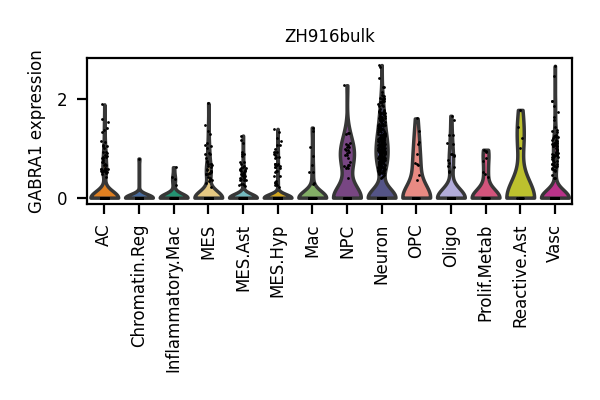 ZH916bulk
GABRA1 expression
2
0
AC
Chromatin.Reg
Inflammatory.Mac
MES
MES.Ast
MES.Hyp
Mac
NPC
Neuron
OPC
Oligo
Prolif.Metab
Reactive.Ast
Vasc